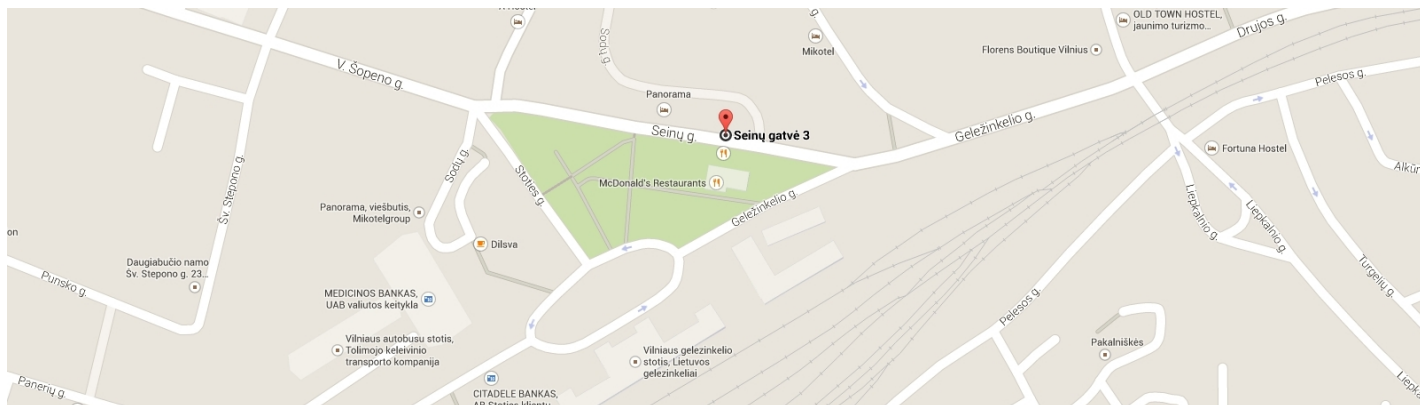 OLD TOWN HOSTEL,
jaunimo turizmo...
Drujos g.
Mikotel
Florens Boutique Vilnius
V. Šopeno g.
Sopų g.
Pelesos g.
Panorama
Seinų g.
Seinų gatvė 3
Geležinkelio g.
Fortuna Hostel
Sodų g.
Stoties g.
McDonald's Restaurants
Geležinkelio g
Šv. Stepono g.
Liepkalnio g.
Liepkalnio g.
Panorama, viešbutis,
Mikotelgroup
on
Dilsva
Daugiabučio namo
Šv. Stepono g. 23...
Punsko g.
MEDICINOS BANKAS,
UAB valiutos keitykla
Turgelių g.
Pelesos g.
Vilniaus autobusu stotis,
Tolimojo keleivinio
transporto kompanija
Vilniaus gelezinkelio
stotis, Lietuvos
gelezinkeliai
Pakalniškės
Panerių g.
CITADELE BANKAS,